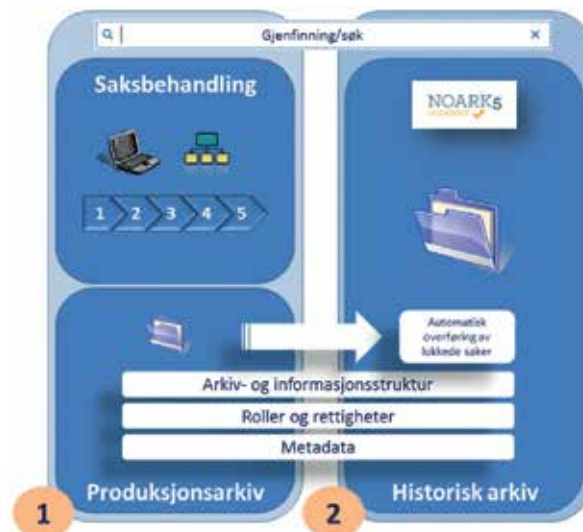 Gjenfinning/søk
Saksbehandling
1 2 3 4 5
Arkiv- og informasjonsstruktur
Roller og rettigheter
Metadata
1
Produksjonsarkiv
NOARK5
Automatisk
overføring av
lukkede saker
2
Historisk arkiv